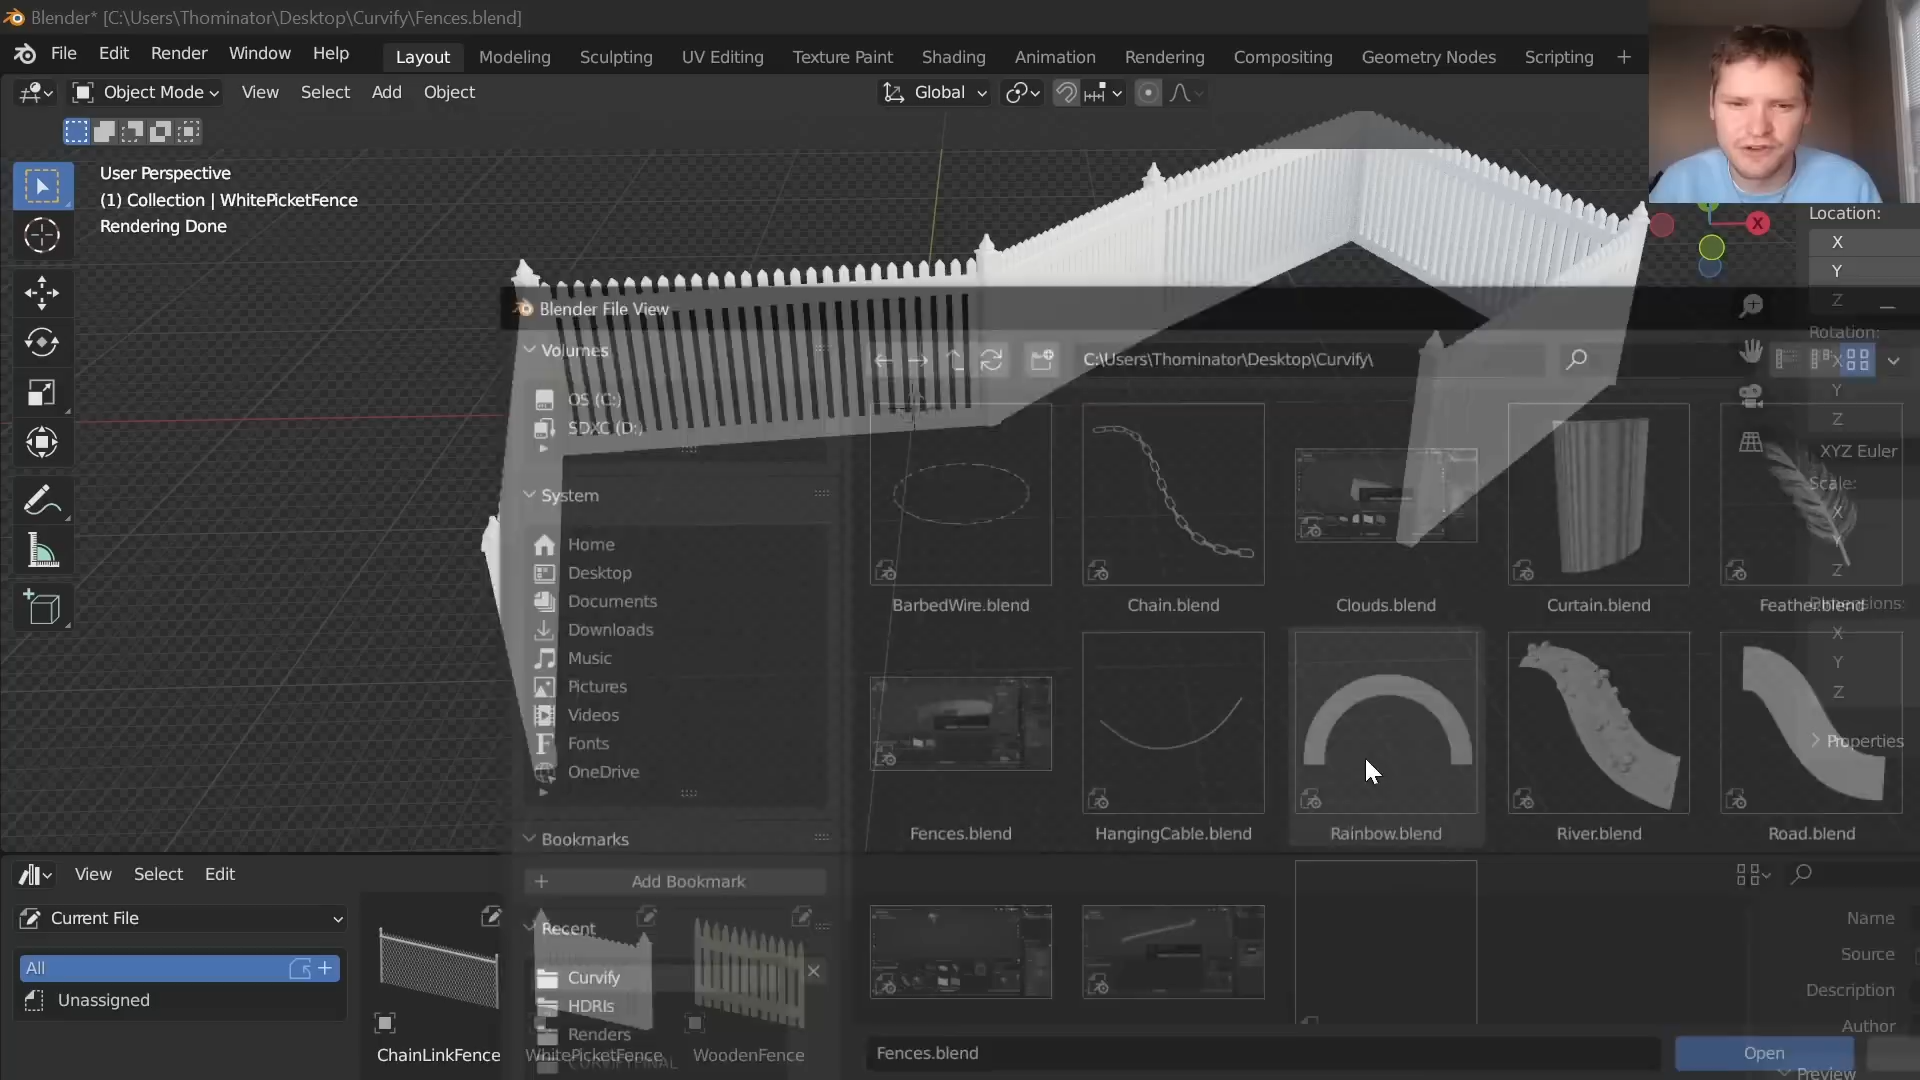 Blender* [C:\Users\Thominator\Desktop\Curvify\Fences.blend]
File Edit Render Window Help
Layout Modeling Sculpting UV Editing Texture Paint Shading Animation Rendering Compositing Geometry Nodes Scripting +
Object Mode View Select Add Object
Global
User Perspective
(1) Collection | WhitePicketFence
Rendering Done
X
Location:
X
Y
Z
Rotation:
X
Y
Z
XYZ Euler
Scale:
X
Y
Z
Dimensions:
X
Y
Z
Properties
Blender File View
Volumes
OS (C:)
SDXC (D:)
C:\Users\Thominator\Desktop\Curvify\
System
Home
Desktop
Documents
Downloads
Music
Pictures
Videos
Fonts
OneDrive
Bookmarks
Add Bookmark
Recent
Curvify
HDRIs
Renders
CURVIFYFINAL
BarbedWire.blend
Chain.blend
Clouds.blend
Curtain.blend
Feather.blend
Fences.blend
HangingCable.blend
Rainbow.blend
River.blend
Road.blend
Fences.blend
Open
View Select Edit
Current File
All
Unassigned
ChainLinkFence
WhitePicketFence
WoodenFence
Name
Source
Description
Author
Preview